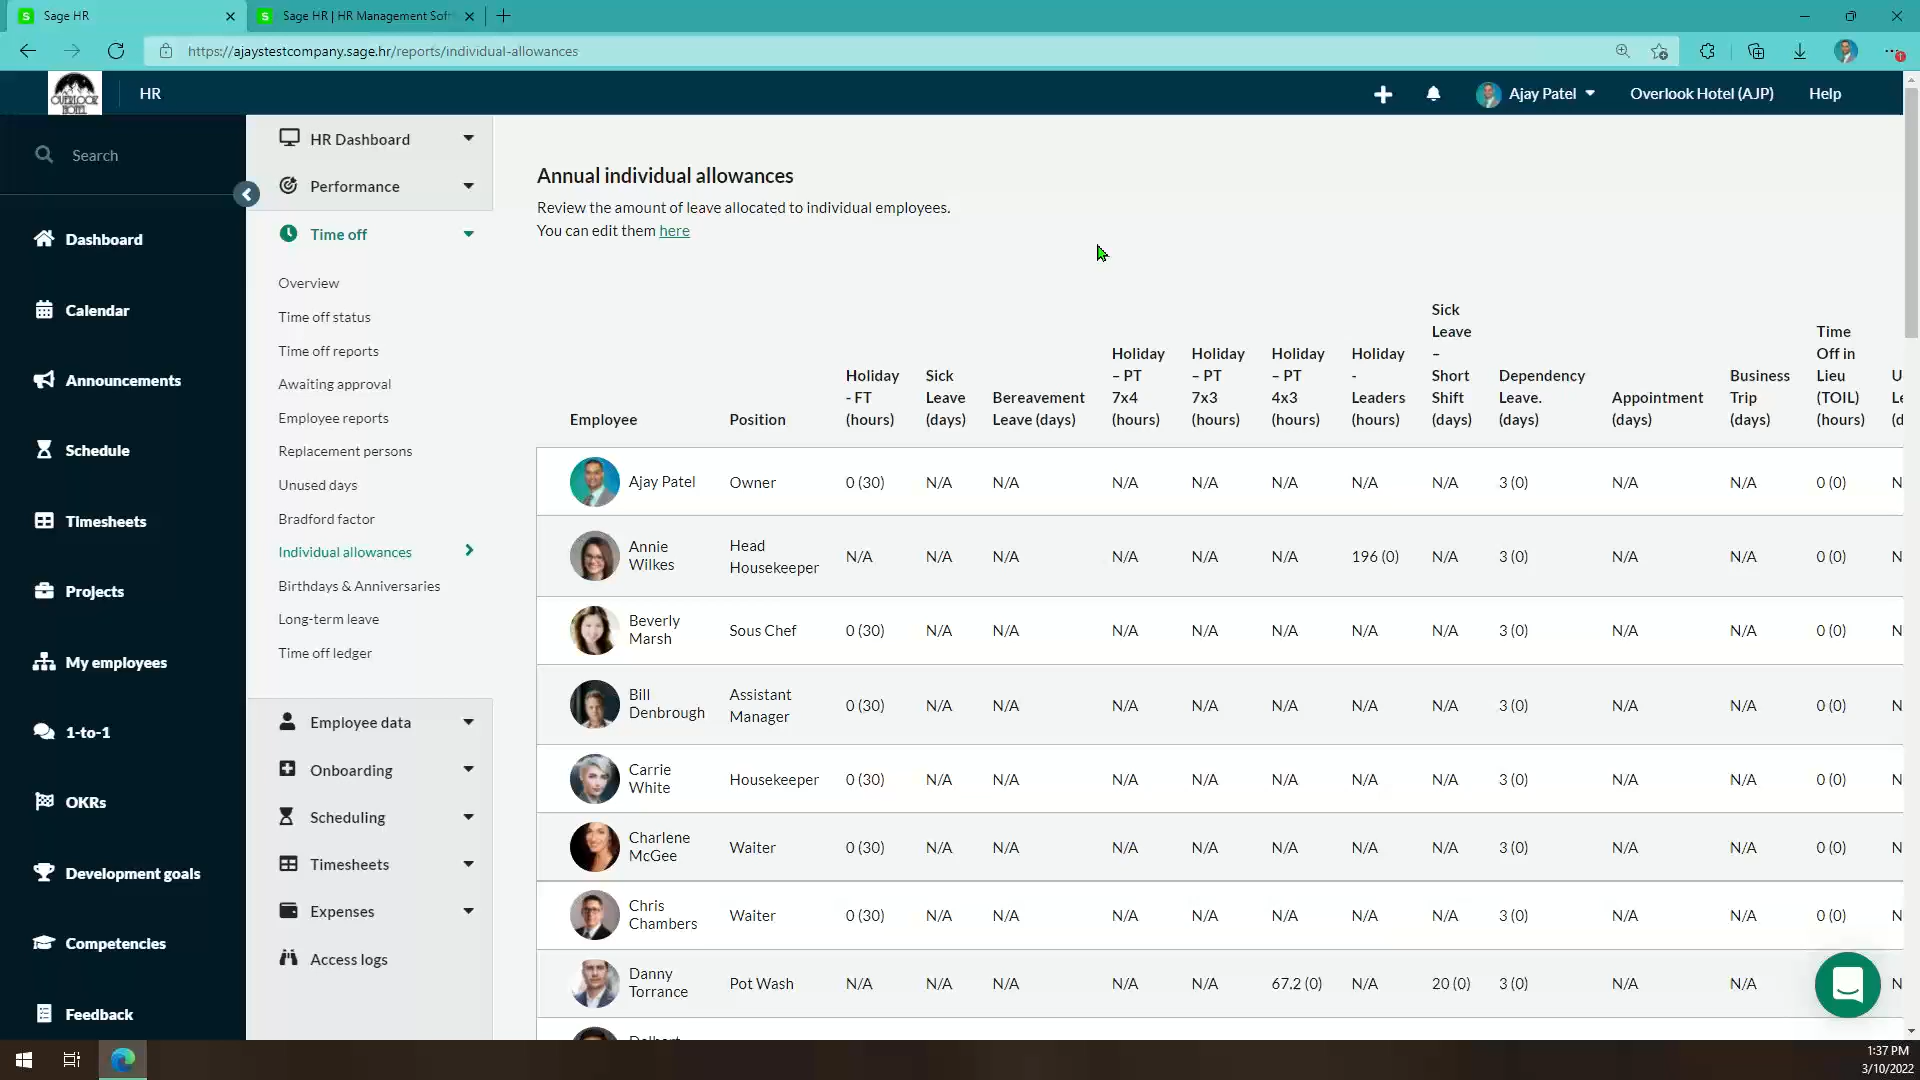 Sage HR
Sage HR | HR Management Soft
https://ajaystestcompany.sage.hr/reports/individual-allowances
1
OVERLOOK
HOTEL
HR
Ajay Patel
Overlook Hotel (AJP)
Help
Search
Dashboard
Calendar
Announcements
Schedule
Timesheets
Projects
My employees
1-to-1
OKRs
Development goals
Competencies
Feedback
HR Dashboard
Performance
Time off
Overview
Time off status
Time off reports
Awaiting approval
Employee reports
Replacement persons
Unused days
Bradford factor
Individual allowances
Birthdays & Anniversaries
Long-term leave
Time off ledger
Employee data
Onboarding
Scheduling
Timesheets
Expenses
Access logs
Annual individual allowances
Review the amount of leave allocated to individual employees.
You can edit them here
Employee
Position
Holiday
- FT
(hours)
Sick
Leave
(days)
Bereavement
Leave (days)
Holiday
– PT
7x4
(hours)
Holiday
– PT
7x3
(hours)
Holiday
– PT
4x3
(hours)
Holiday
-
Leaders
(hours)
Sick
Leave
–
Short
Shift
(days)
Dependency
Leave.
(days)
Appointment
(days)
Business
Trip
(days)
Time
Off in
Lieu
(TOIL)
(hours)
U
Le
(d
Ajay Patel Owner 0 (30) N/A N/A N/A N/A N/A N/A N/A 3 (0) N/A N/A 0 (0) N
Annie
Wilkes
Head
Housekeeper
N/A N/A N/A N/A N/A N/A 196 (0) N/A 3 (0) N/A N/A 0 (0) N
Beverly
Marsh
Sous Chef 0 (30) N/A N/A N/A N/A N/A N/A N/A 3 (0) N/A N/A 0 (0) N
Bill
Denbrough
Assistant
Manager
0 (30) N/A N/A N/A N/A N/A N/A N/A 3 (0) N/A N/A 0 (0) N
Carrie
White
Housekeeper 0 (30) N/A N/A N/A N/A N/A N/A N/A 3 (0) N/A N/A 0 (0) N
Charlene
McGee
Waiter 0 (30) N/A N/A N/A N/A N/A N/A N/A 3 (0) N/A N/A 0 (0) N
Chris
Chambers
Waiter 0 (30) N/A N/A N/A N/A N/A N/A N/A 3 (0) N/A N/A 0 (0) N
Danny
Torrance
Pot Wash N/A N/A N/A N/A N/A 67.2 (0) N/A 20 (0) 3 (0) N/A N/A N
1:37 PM
3/10/2022